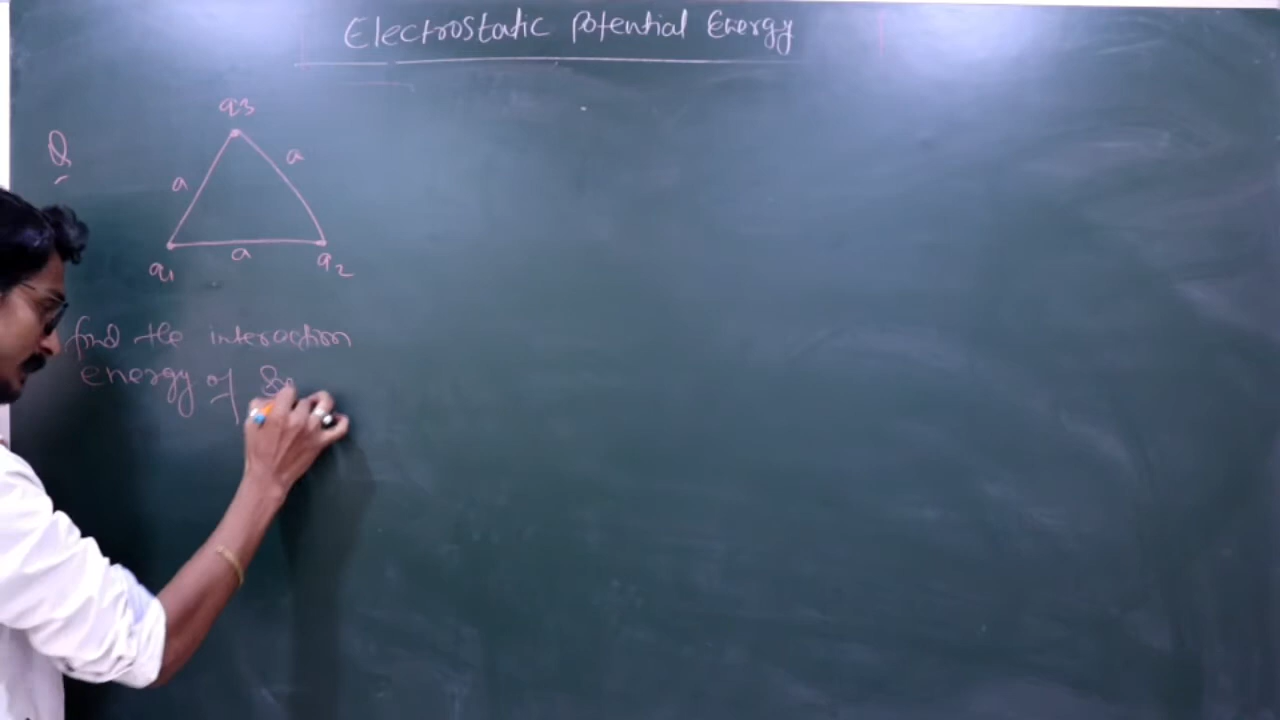 Electrostatic Potential Energy
q3
Q
a
a
a
q1
q2
find the interaction
energy of